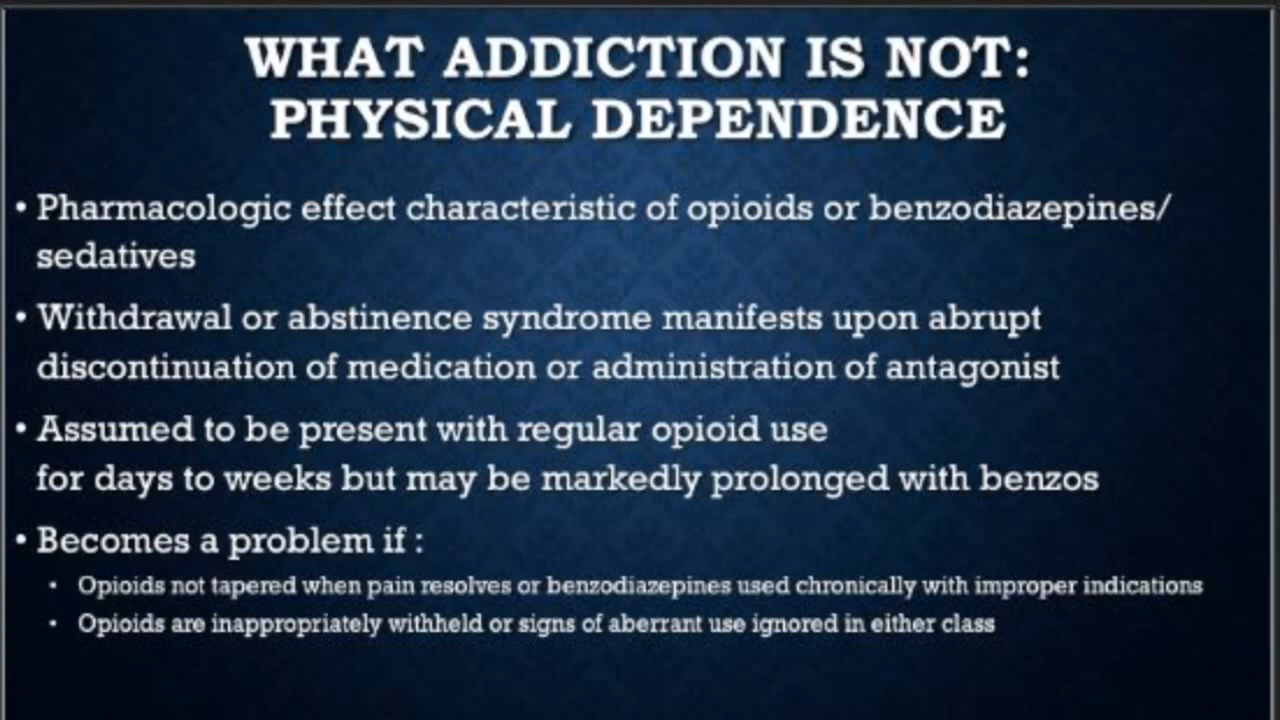 WHAT ADDICTION IS NOT:
PHYSICAL DEPENDENCE
• Pharmacologic effect characteristic of opioids or benzodiazepines/
sedatives
• Withdrawal or abstinence syndrome manifests upon abrupt
discontinuation of medication or administration of antagonist
• Assumed to be present with regular opioid use
for days to weeks but may be markedly prolonged with benzos
• Becomes a problem if :
• Opioids not tapered when pain resolves or benzodiazepines used chronically with improper indications
• Opioids are inappropriately withheld or signs of aberrant use ignored in either class